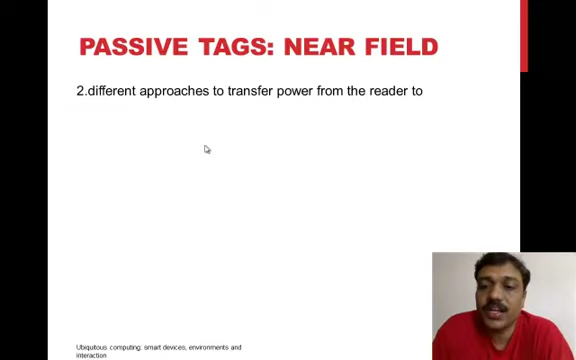 PASSIVE TAGS: NEAR FIELD
2.different approaches to transfer power from the reader to
Ubiquitous computing: smart devices, environments and
interaction